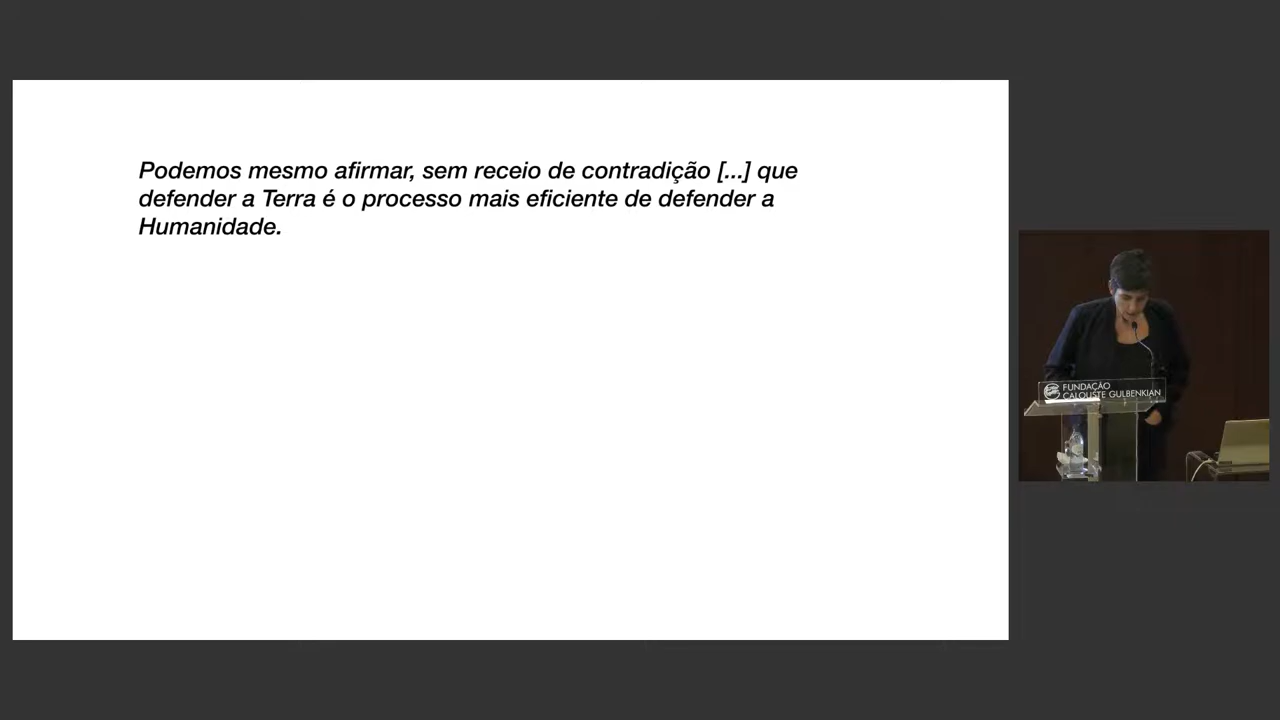 Podemos mesmo afirmar, sem receio de contradição [...] que
defender a Terra é o processo mais eficiente de defender a
Humanidade.
FUNDAÇÃO
CALOUSTE GULBENKIAN